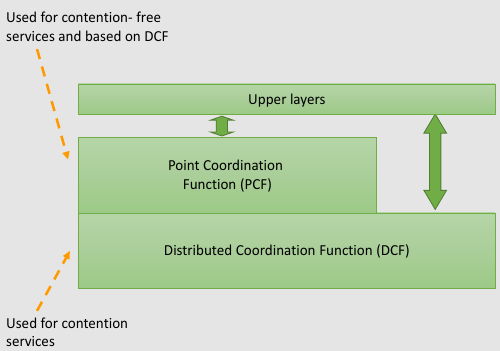 Used for contention- free
services and based on DCF
Upper layers
Point Coordination
Function (PCF)
Distributed Coordination Function (DCF)
Used for contention
services